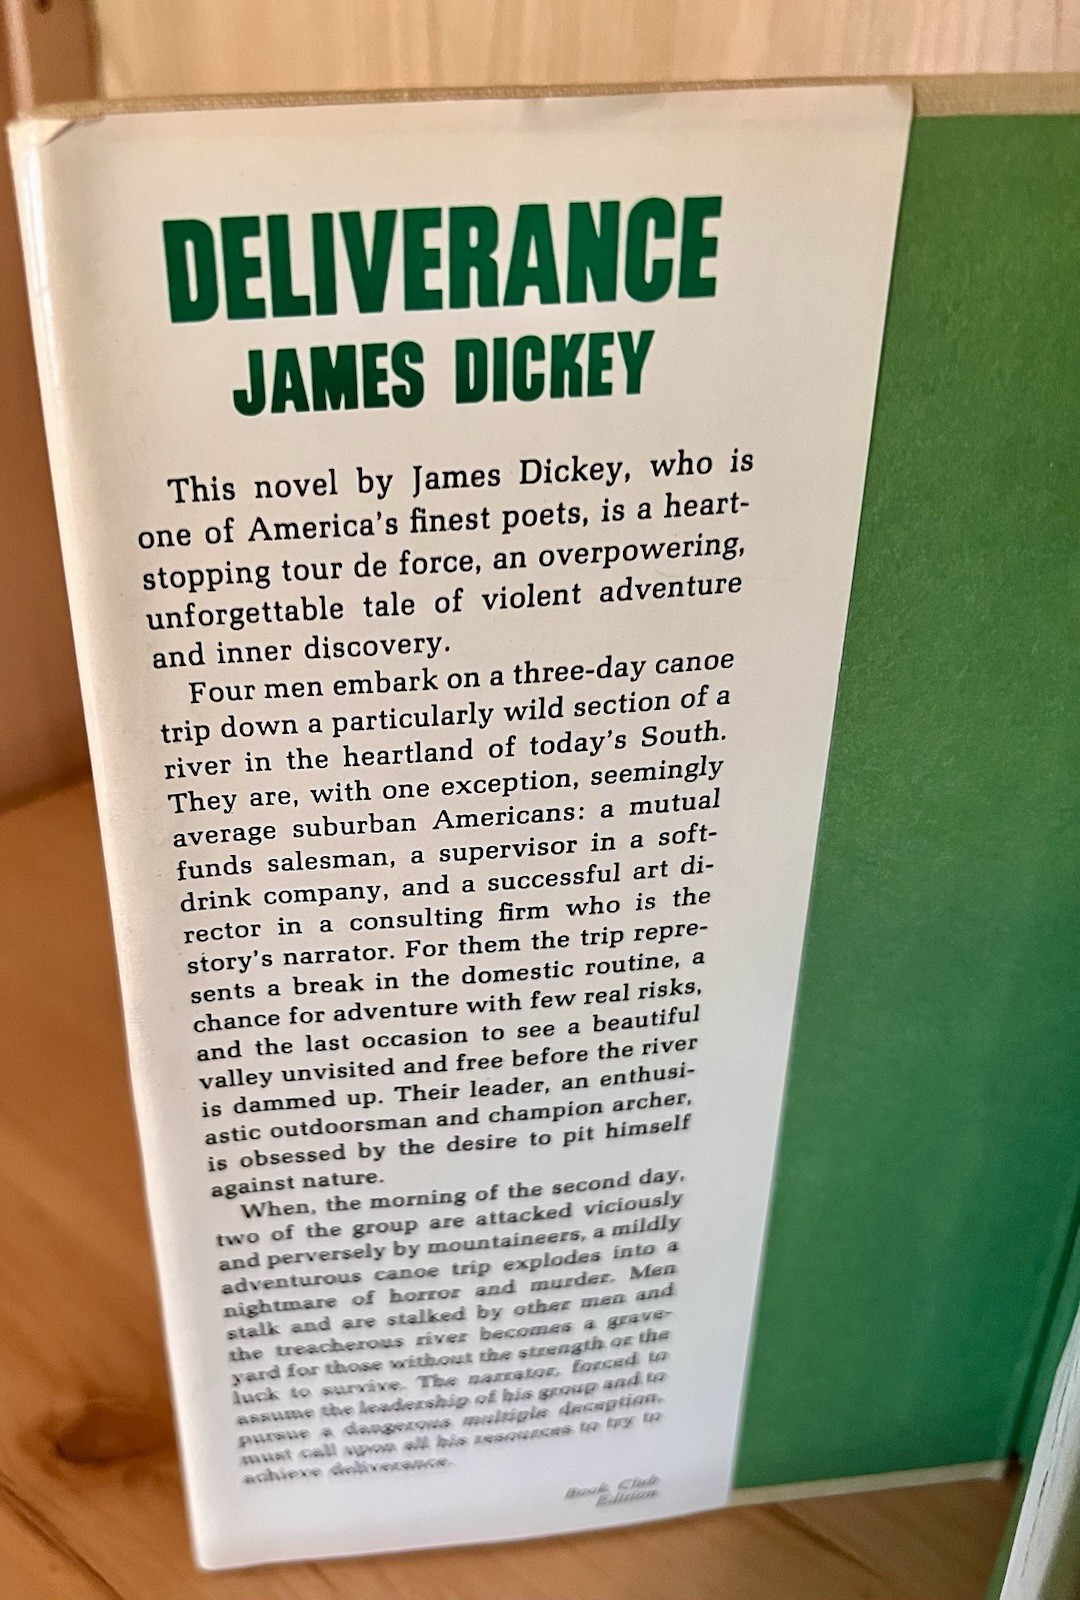 DELIVERANCE
JAMES DICKEY
This novel by James Dickey, who is
one of America's finest poets, is a heart-
stopping tour de force, an overpowering,
unforgettable tale of violent adventure
and inner discovery.
Four men embark on a three-day canoe
trip down a particularly wild section of a
river in the heartland of today's South.
They are, with one exception, seemingly
average suburban Americans: a mutual
funds salesman, a supervisor in a soft-
drink company, and a successful art di-
rector in a consulting firm who is the
story's narrator. For them the trip repre-
sents a break in the domestic routine, a
chance for adventure with few real risks,
and the last occasion to see a beautiful
valley unvisited and free before the river
is dammed up. Their leader, an enthusi-
astic outdoorsman and champion archer,
is obsessed by the desire to pit himself
against nature.
When, the morning of the second day,
two of the group are attacked viciously
and perversely by mountaineers, a mildly
adventurous canoe trip explodes into a
nightmare of horror and murder. Men
stalk and are stalked by other men and
the treacherous river becomes a grave-
yard for those without the strength or the
luck to survive. The narrator, forced to
assume the leadership of his group and to
pursue a dangerous multiple deception,
must call upon all his resources to try to
achieve deliverance.
Book Club
Edition